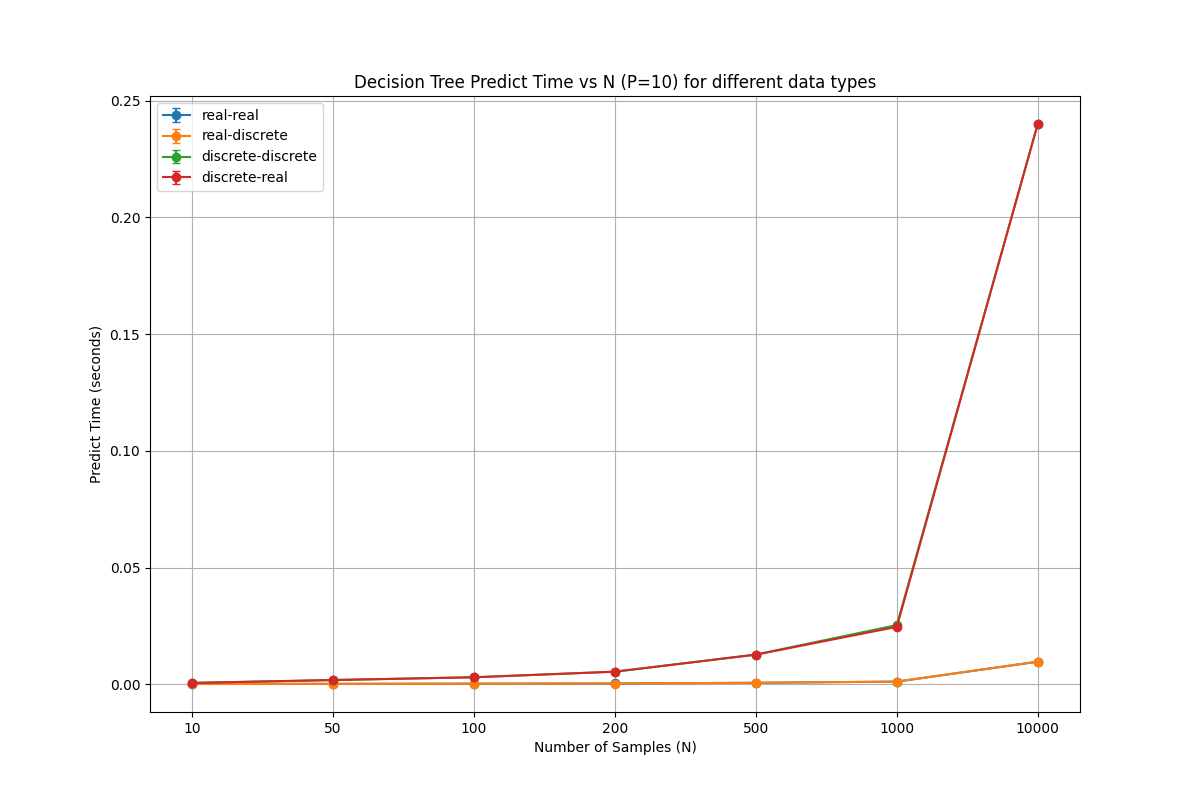 Decision Tree Predict Time vs N (P=10) for different data types
real-real
real-discrete
discrete-discrete
discrete-real
0.25
0.20
0.15
0.10
0.05
0.00
Predict Time (seconds)
10 50 100 200 500 1000 10000
Number of Samples (N)